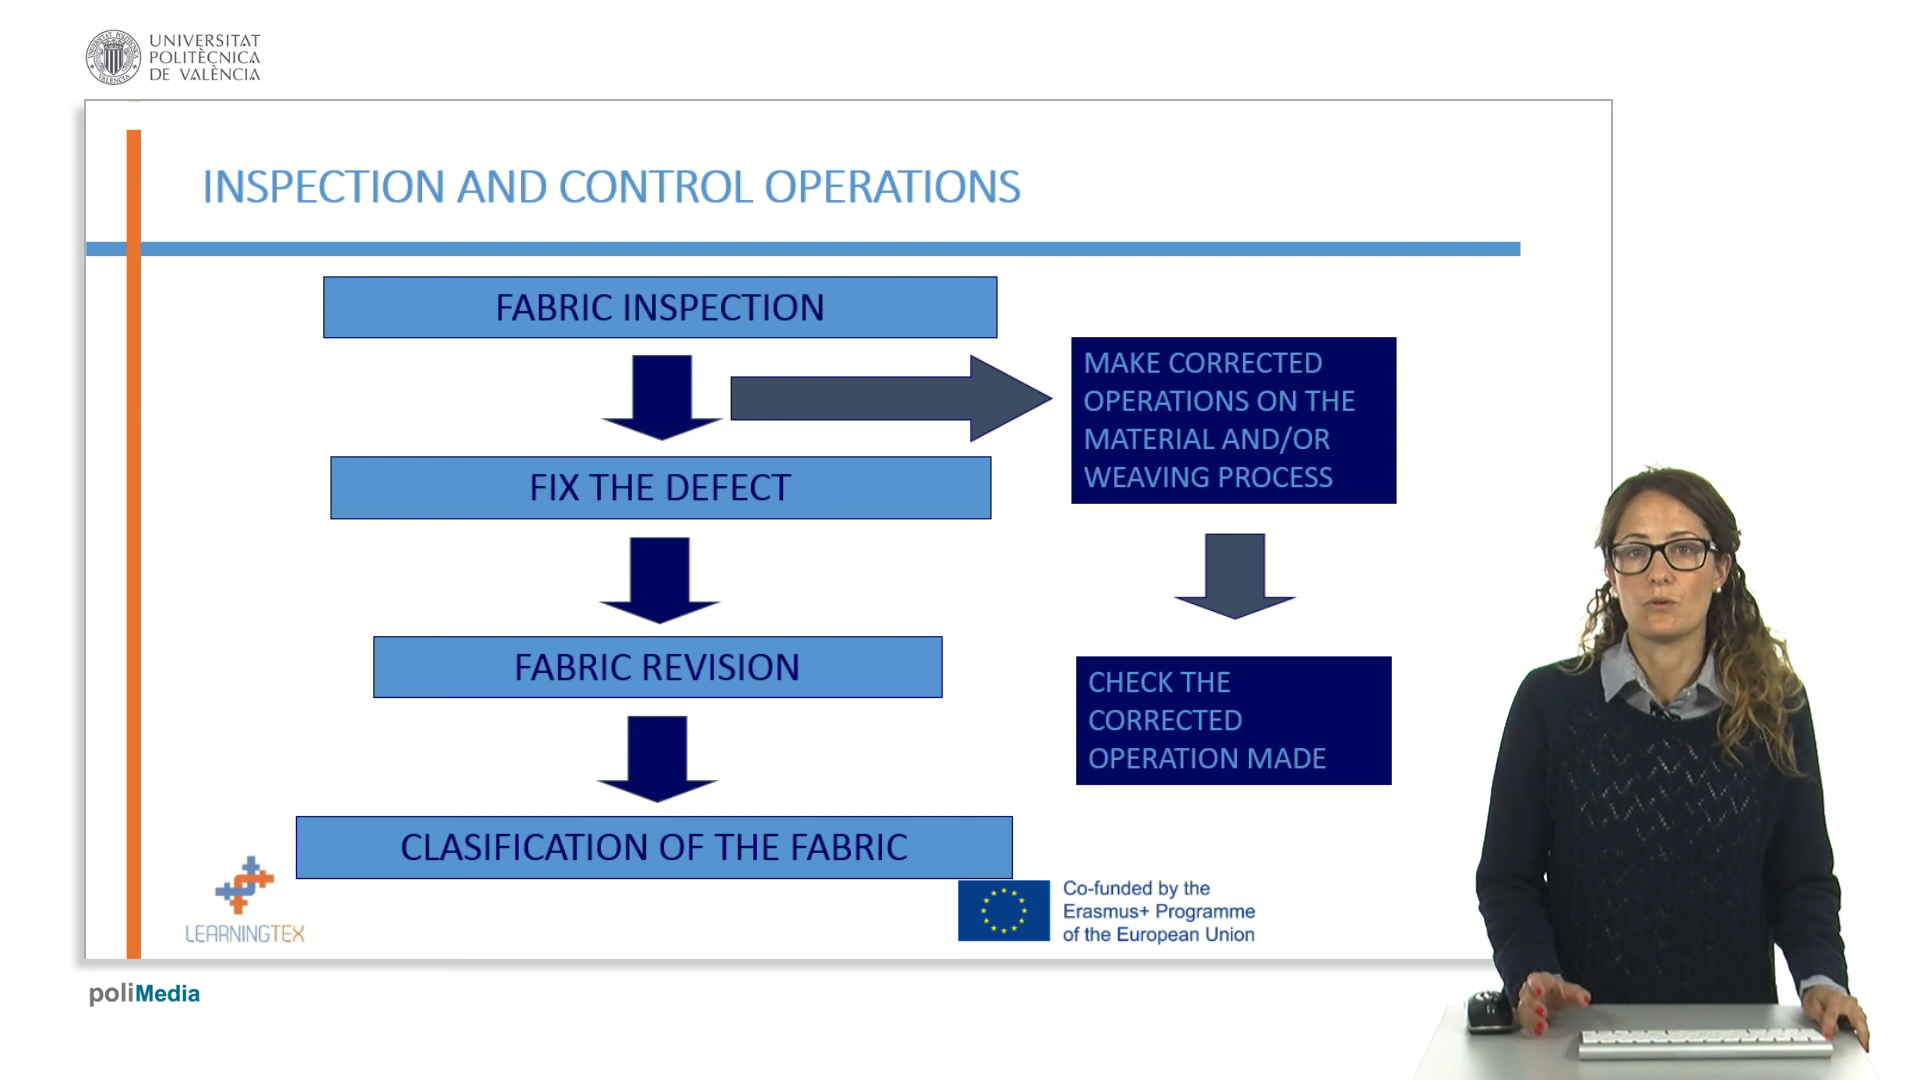 UNIVERSITAT
POLITÈCNICA
DE VALÈNCIA
INSPECTION AND CONTROL OPERATIONS
FABRIC INSPECTION
MAKE CORRECTED
OPERATIONS ON THE
MATERIAL AND/OR
WEAVING PROCESS
FIX THE DEFECT
FABRIC REVISION
CHECK THE
CORRECTED
OPERATION MADE
CLASIFICATION OF THE FABRIC
LEARNINGTEX
Co-funded by the
Erasmus+ Programme
of the European Union
poliMedia